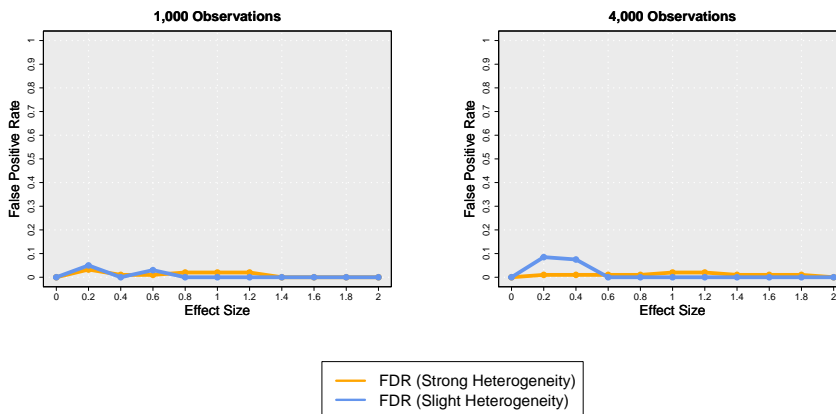 1,000 Observations
False Positive Rate
1
0.9
0.8
0.7
0.6
0.5
0.4
0.3
0.2
0.1
0
0 0.2 0.4 0.6 0.8 1 1.2 1.4 1.6 1.8 2
Effect Size
4,000 Observations
False Positive Rate
1
0.9
0.8
0.7
0.6
0.5
0.4
0.3
0.2
0.1
0
0 0.2 0.4 0.6 0.8 1 1.2 1.4 1.6 1.8 2
Effect Size
FDR (Strong Heterogeneity)
FDR (Slight Heterogeneity)